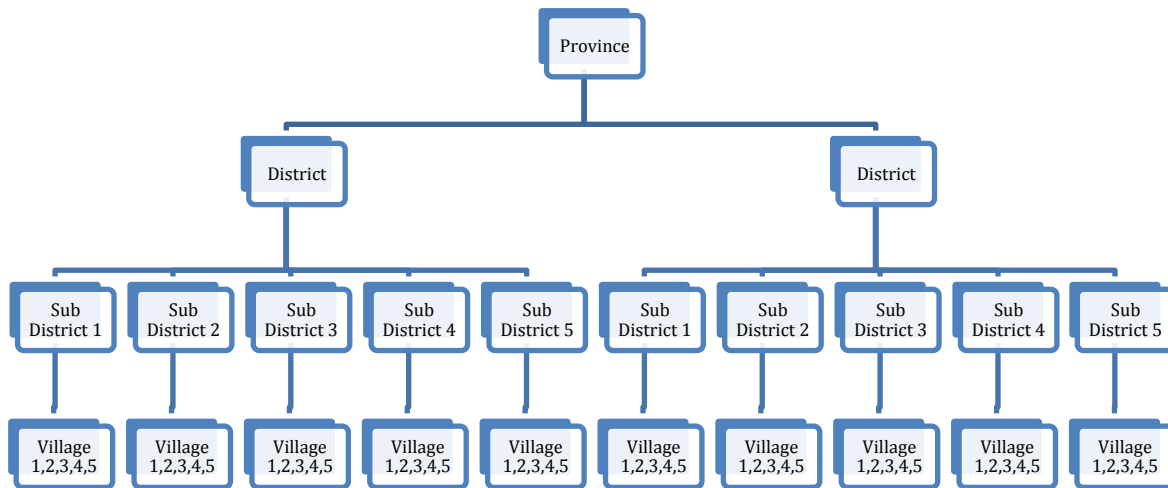 Province
District
District
Sub
District 1
Sub
District 2
Sub
District 3
Sub
District 4
Sub
District 5
Sub
District 1
Sub
District 2
Sub
District 3
Sub
District 4
Sub
District 5
Village
1,2,3,4,5
Village
1,2,3,4,5
Village
1,2,3,4,5
Village
1,2,3,4,5
Village
1,2,3,4,5
Village
1,2,3,4,5
Village
1,2,3,4,5
Village
1,2,3,4,5
Village
1,2,3,4,5
Village
1,2,3,4,5